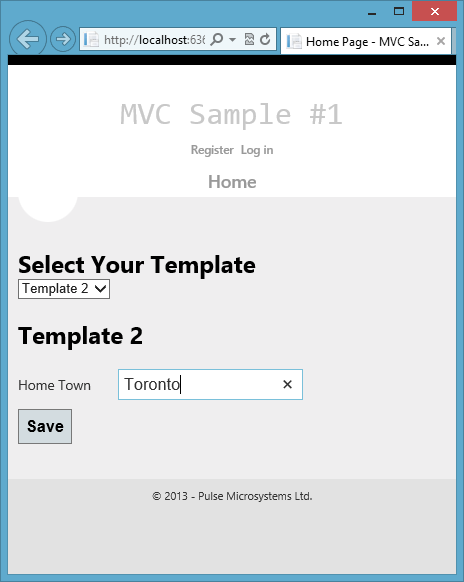 http://localhost:636
Home Page - MVC Sa...
MVC Sample #1
Register Log in
Home
Select Your Template
Template 2
Template 2
Home Town Toronto
Save
© 2013 - Pulse Microsystems Ltd.